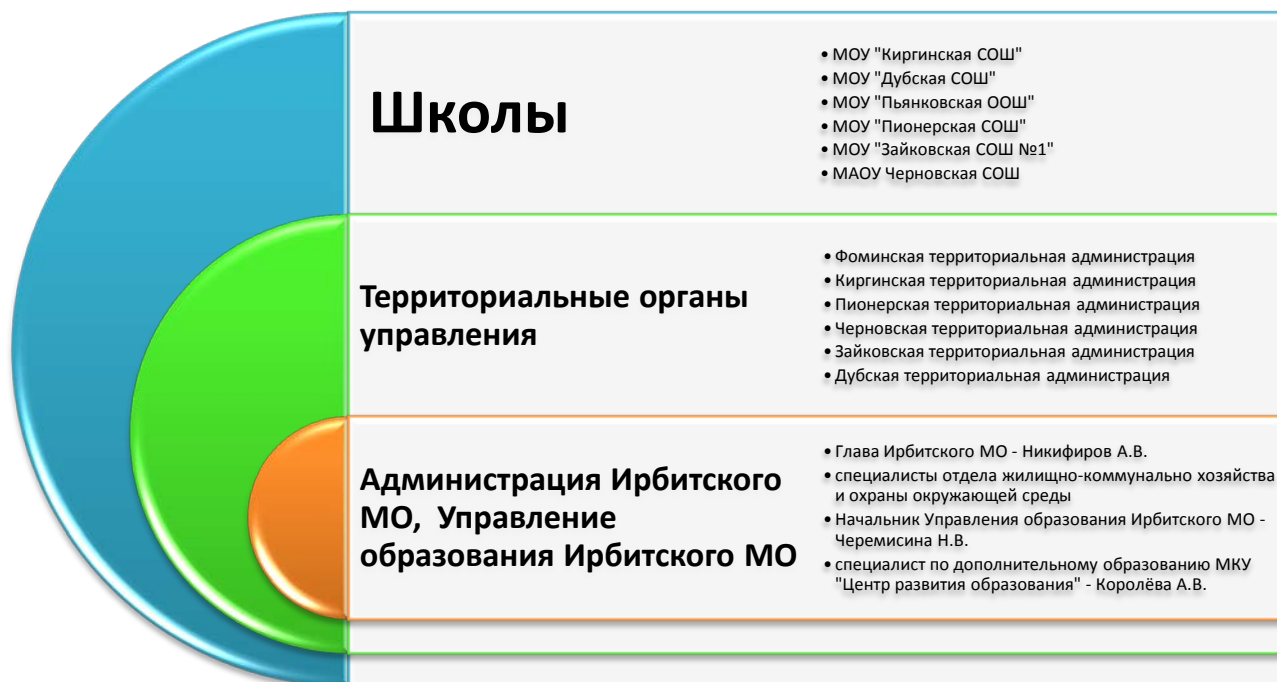 Школы
• МОУ "Киргинская СОШ"
• МОУ "Дубская СОШ"
• МОУ "Пьянковская ООШ"
• МОУ "Пионерская СОШ"
• МОУ "Зайковская СОШ №1"
• МАОУ Черновская СОШ
Территориальные органы
управления
• Фоминская территориальная администрация
• Киргинская территориальная администрация
• Пионерская территориальная администрация
• Черновская территориальная администрация
• Зайковская территориальная администрация
• Дубская территориальная администрация
Администрация Ирбитского
МО, Управление
образования Ирбитского МО
• Глава Ирбитского МО - Никифиров А.В.
• специалисты отдела жилищно-коммунально хозяйства
и охраны окружающей среды
• Начальник Управления образования Ирбитского МО -
Черемисина Н.В.
• специалист по дополнительному образованию МКУ
"Центр развития образования" - Королёва А.В.